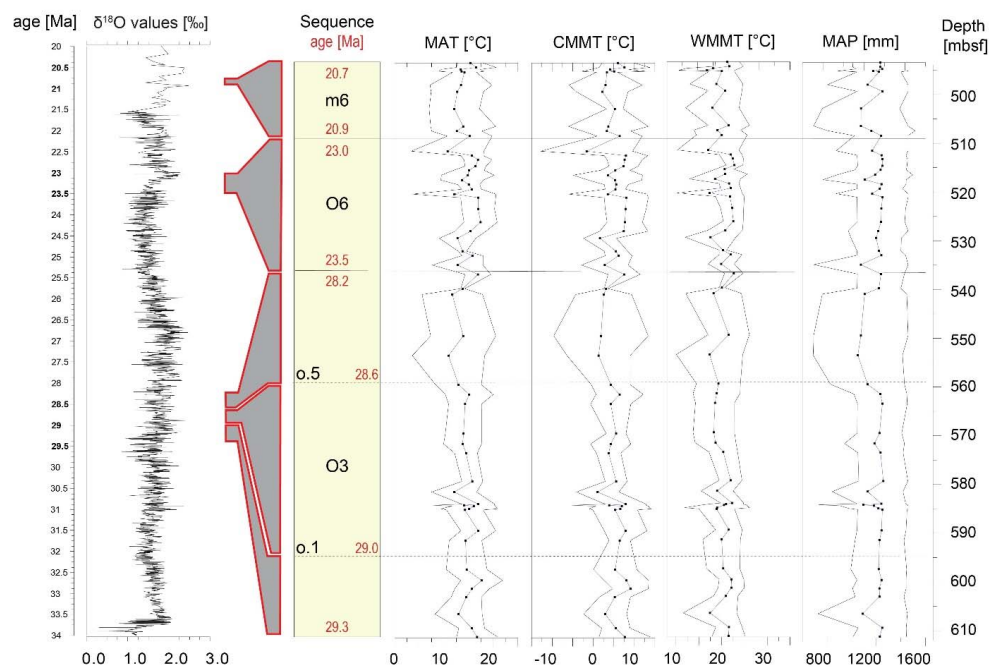 age [Ma]
δ¹⁸O values [‰]
Sequence
age [Ma]
MAT [°C]
CMMT [°C]
WMMT [°C]
MAP [mm]
Depth
[mbsf]
20
20.5
21
21.5
22
22.5
23
23.5
24
24.5
25
25.5
26
26.5
27
27.5
28
28.5
29
29.5
30
30.5
31
31.5
32
32.5
33
33.5
34
20.7
m6
20.9
23.0
O6
23.5
28.2
o.5
28.6
O3
o.1
29.0
29.3
500
510
520
530
540
550
560
570
580
590
600
610
0.0 1.0 2.0 3.0
0 10 20
-10 0 10
0 10 20 30
800 1200 1600